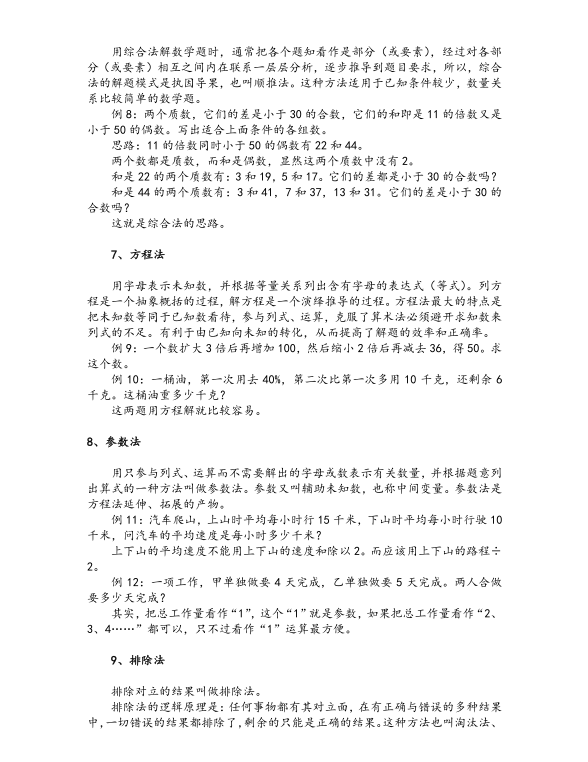 用综合法解数学题时，通常把各个题知看作是部分（或要素），经过对各部
分（或要素）相互之间内在联系一层层分析，逐步推导到题目要求，所以，综合
法的解题模式是执因导果，也叫顺推法。这种方法适用于已知条件较少，数量关
系比较简单的数学题。
例 8：两个质数，它们的差是小于 30 的合数，它们的和即是 11 的倍数又是
小于 50 的偶数。写出适合上面条件的各组数。
思路：11 的倍数同时小于 50 的偶数有 22 和 44。
两个数都是质数，而和是偶数，显然这两个质数中没有 2。
和是 22 的两个质数有：3 和 19，5 和 17。它们的差都是小于 30 的合数吗？
和是 44 的两个质数有：3 和 41，7 和 37，13 和 31。它们的差是小于 30 的
合数吗？
这就是综合法的思路。
7、方程法
用字母表示未知数，并根据等量关系列出含有字母的表达式（等式）。列方
程是一个抽象概括的过程，解方程是一个演绎推导的过程。方程法最大的特点是
把未知数等同于已知数看待，参与列式、运算，克服了算术法必须避开求知数来
列式的不足。有利于由已知向未知的转化，从而提高了解题的效率和正确率。
例 9：一个数扩大 3 倍后再增加 100，然后缩小 2 倍后再减去 36，得 50。求
这个数。
例 10：一桶油，第一次用去 40%，第二次比第一次多用 10 千克，还剩余 6
千克。这桶油重多少千克？
这两题用方程解就比较容易。
8、参数法
用只参与列式、运算而不需要解出的字母或数表示有关数量，并根据题意列
出算式的一种方法叫做参数法。参数又叫辅助未知数，也称中间变量。参数法是
方程法延伸、拓展的产物。
例 11：汽车爬山，上山时平均每小时行 15 千米，下山时平均每小时行驶 10
千米，问汽车的平均速度是每小时多少千米？
上下山的平均速度不能用上下山的速度和除以 2。而应该用上下山的路程÷
2。
例 12：一项工作，甲单独做要 4 天完成，乙单独做要 5 天完成。两人合做
要多少天完成？
其实，把总工作量看作“1”，这个“1”就是参数，如果把总工作量看作“2、
3、4……”都可以，只不过看作“1”运算最方便。
9、排除法
排除对立的结果叫做排除法。
排除法的逻辑原理是：任何事物都有其对立面，在有正确与错误的多种结果
中，一切错误的结果都排除了，剩余的只能是正确的结果。这种方法也叫淘汰法、